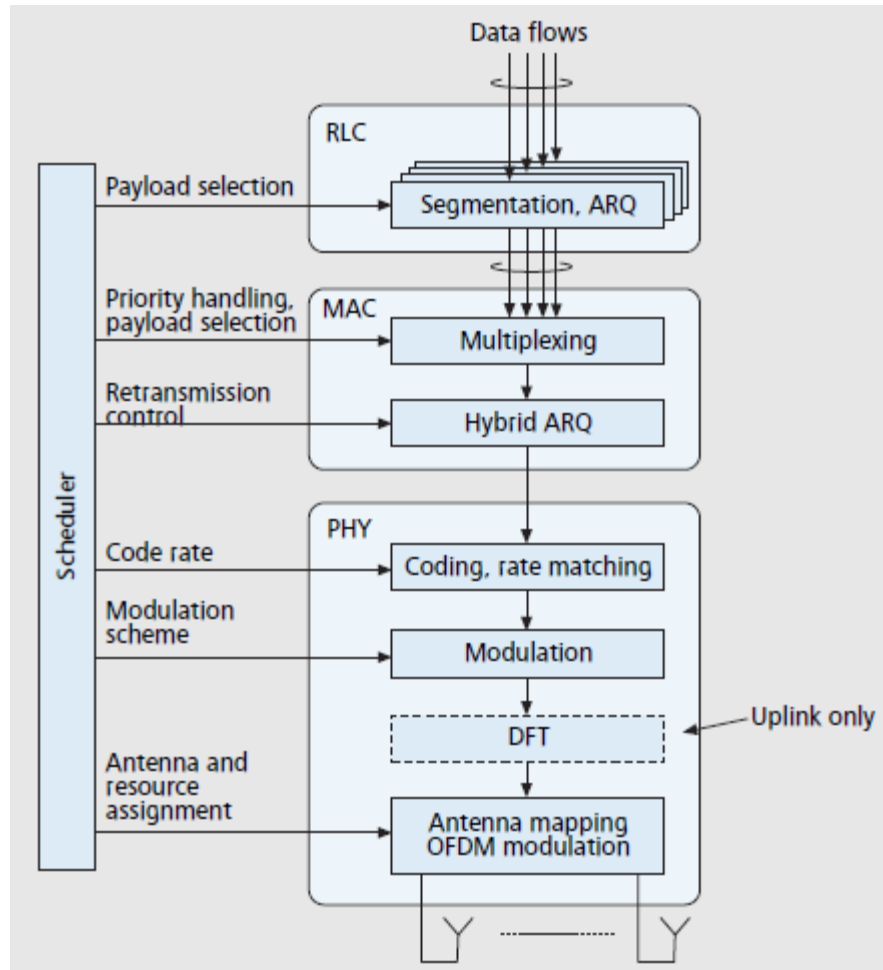 Data flows
RLC
Payload selection
Segmentation, ARQ
Priority handling,
payload selection
MAC
Multiplexing
Retransmission
control
Hybrid ARQ
Scheduler
PHY
Code rate
Coding, rate matching
Modulation
scheme
Modulation
Uplink only
DFT
Antenna and
resource
assignment
Antenna mapping
OFDM modulation